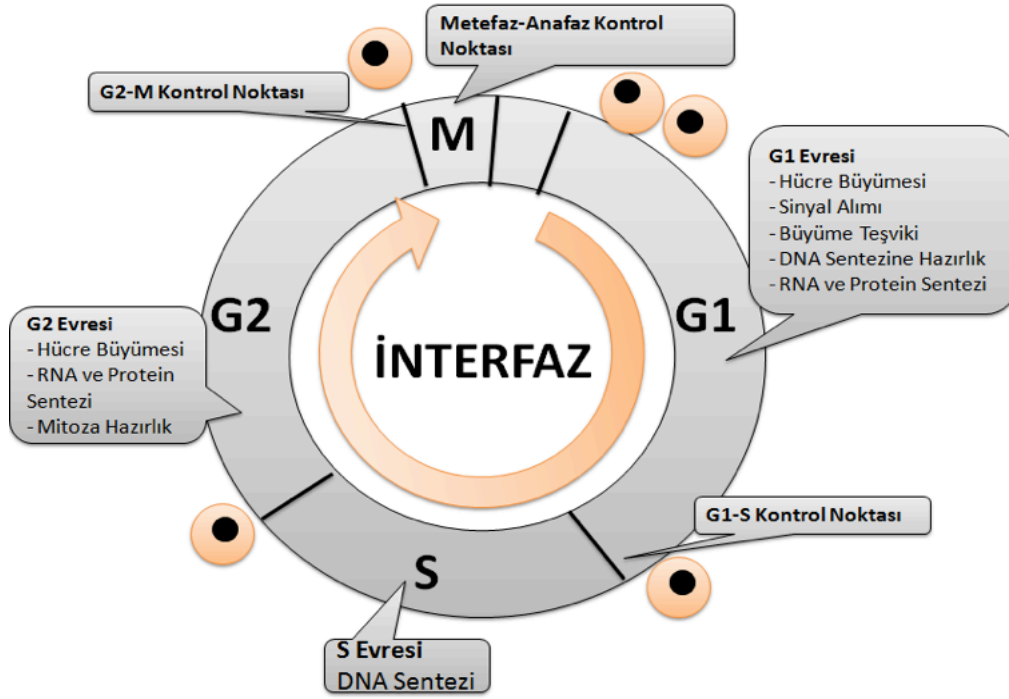 Metefaz-Anafaz Kontrol
Noktası
G2-M Kontrol Noktası
M
G1 Evresi
- Hücre Büyümesi
- Sinyal Alımı
- Büyüme Teşviki
- DNA Sentezine Hazırlık
- RNA ve Protein Sentezi
G2
G1
G2 Evresi
- Hücre Büyümesi
- RNA ve Protein
Sentezi
- Mitoza Hazırlık
İNTERFAZ
G1-S Kontrol Noktası
S
S Evresi
DNA Sentezi